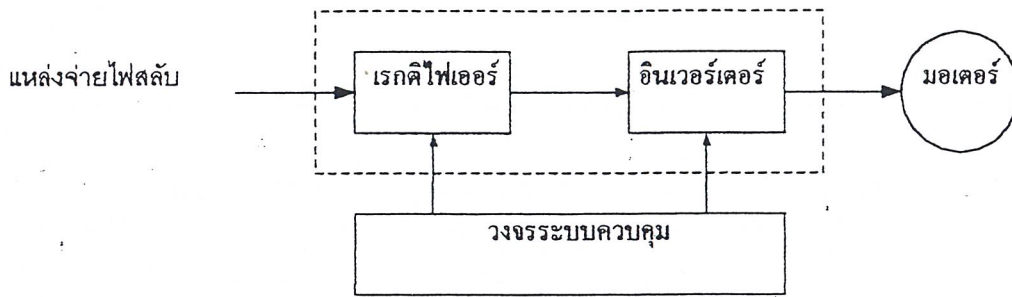 แหล่งจ่ายไฟสลับ
เรกติไฟเออร์
อินเวอร์เตอร์
มอเตอร์
วงจรระบบควบคุม